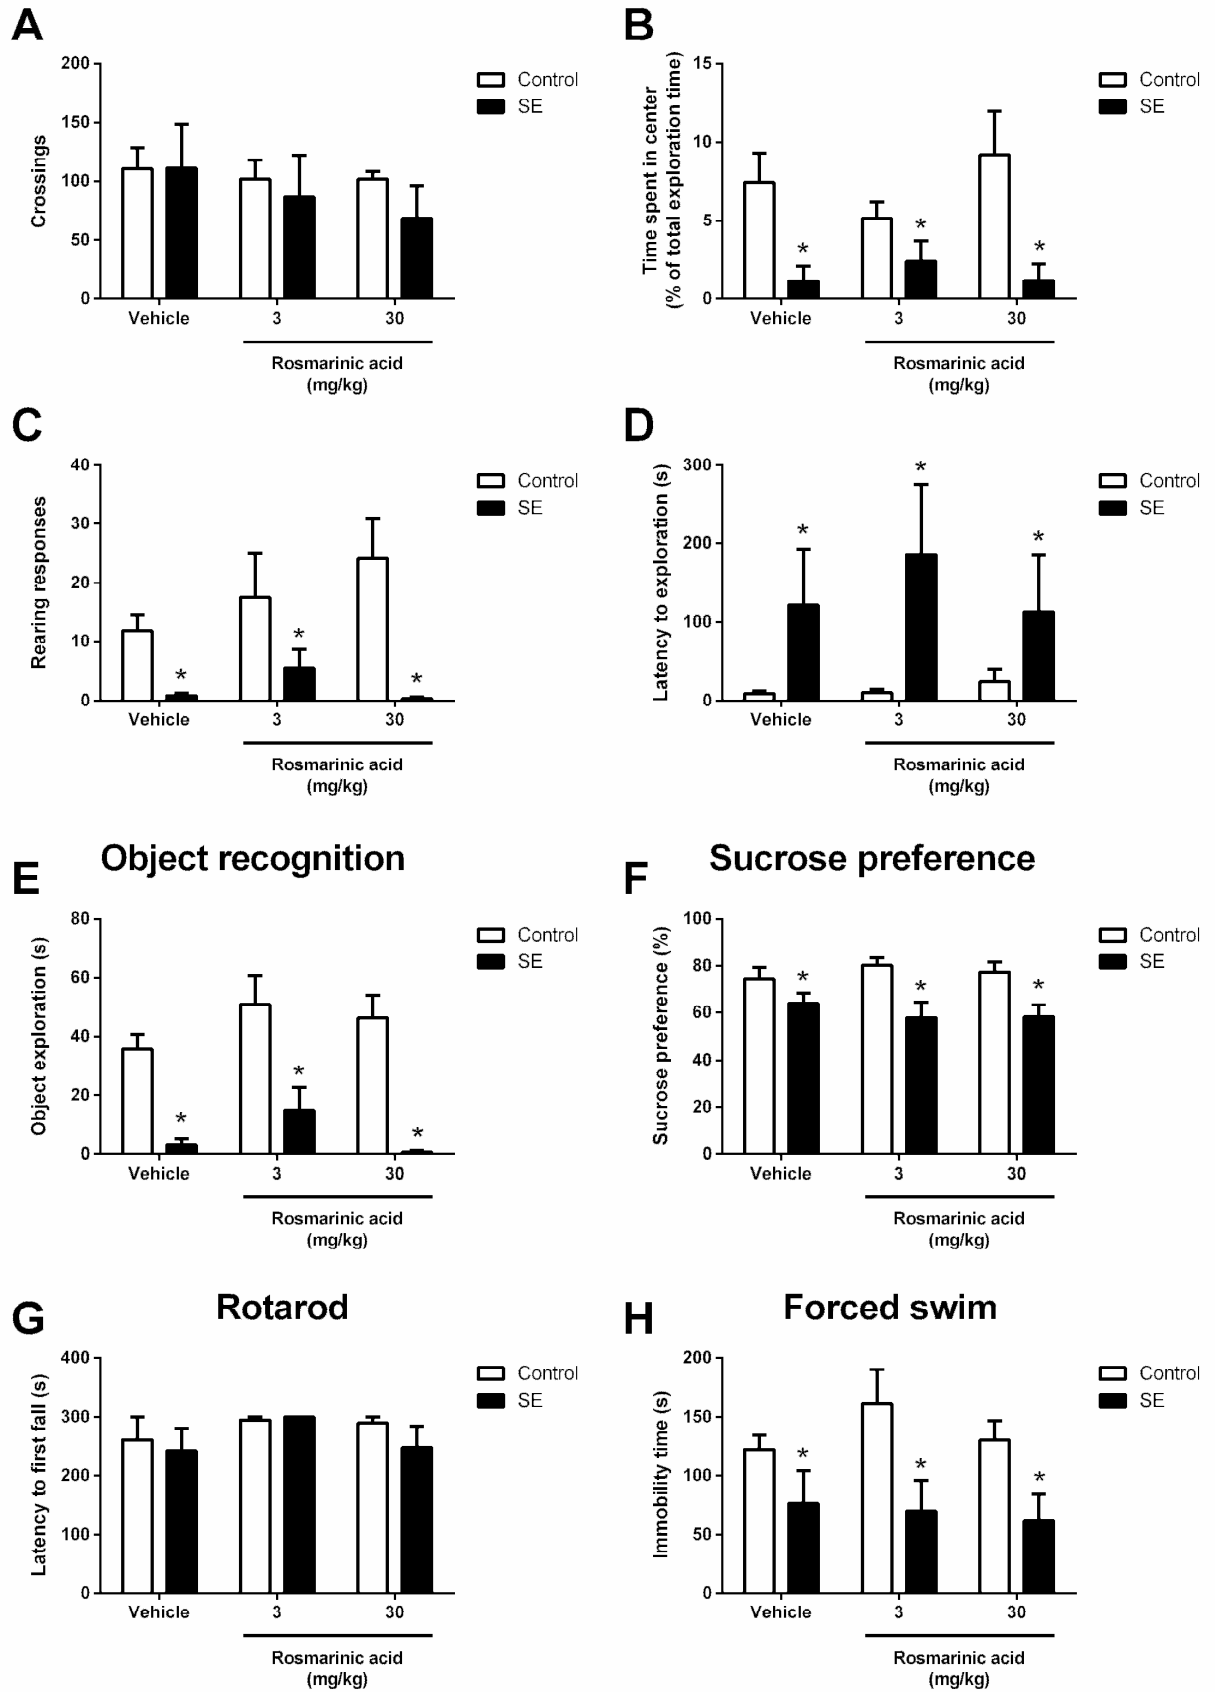 A
200
150
100
50
0
Crossings
Control
SE
Vehicle
3
30
Rosmarinic acid
(mg/kg)
B
15
10
5
0
Time spent in center
(% of total exploration time)
Control
SE
*
*
*
Vehicle
3
30
Rosmarinic acid
(mg/kg)
C
40
30
20
10
0
Rearing responses
Control
SE
*
*
*
Vehicle
3
30
Rosmarinic acid
(mg/kg)
D
300
200
100
0
Latency to exploration (s)
Control
SE
*
*
*
Vehicle
3
30
Rosmarinic acid
(mg/kg)
E
Object recognition
80
60
40
20
0
Object exploration (s)
Control
SE
*
*
*
Vehicle
3
30
Rosmarinic acid
(mg/kg)
F
Sucrose preference
100
80
60
40
20
0
Sucrose preference (%)
Control
SE
*
*
*
Vehicle
3
30
Rosmarinic acid
(mg/kg)
G
Rotarod
400
300
200
100
0
Latency to first fall (s)
Control
SE
Vehicle
3
30
Rosmarinic acid
(mg/kg)
H
Forced swim
200
150
100
50
0
Immobility time (s)
Control
SE
*
*
*
Vehicle
3
30
Rosmarinic acid
(mg/kg)